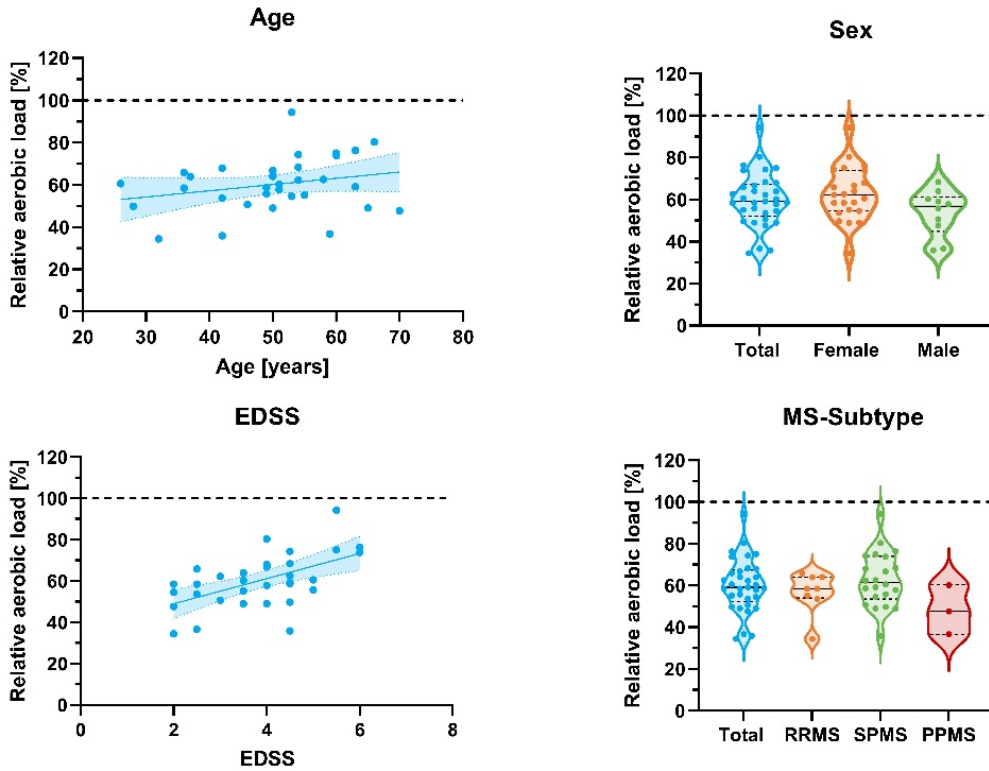 Age
Relative aerobic load [%]
120
100
80
60
40
20
0
20 30 40 50 60 70 80
Age [years]
Sex
Relative aerobic load [%]
120
100
80
60
40
20
0
Total Female Male
EDSS
Relative aerobic load [%]
120
100
80
60
40
20
0
0 2 4 6 8
EDSS
MS-Subtype
Relative aerobic load [%]
120
100
80
60
40
20
0
Total RRMS SPMS PPMS